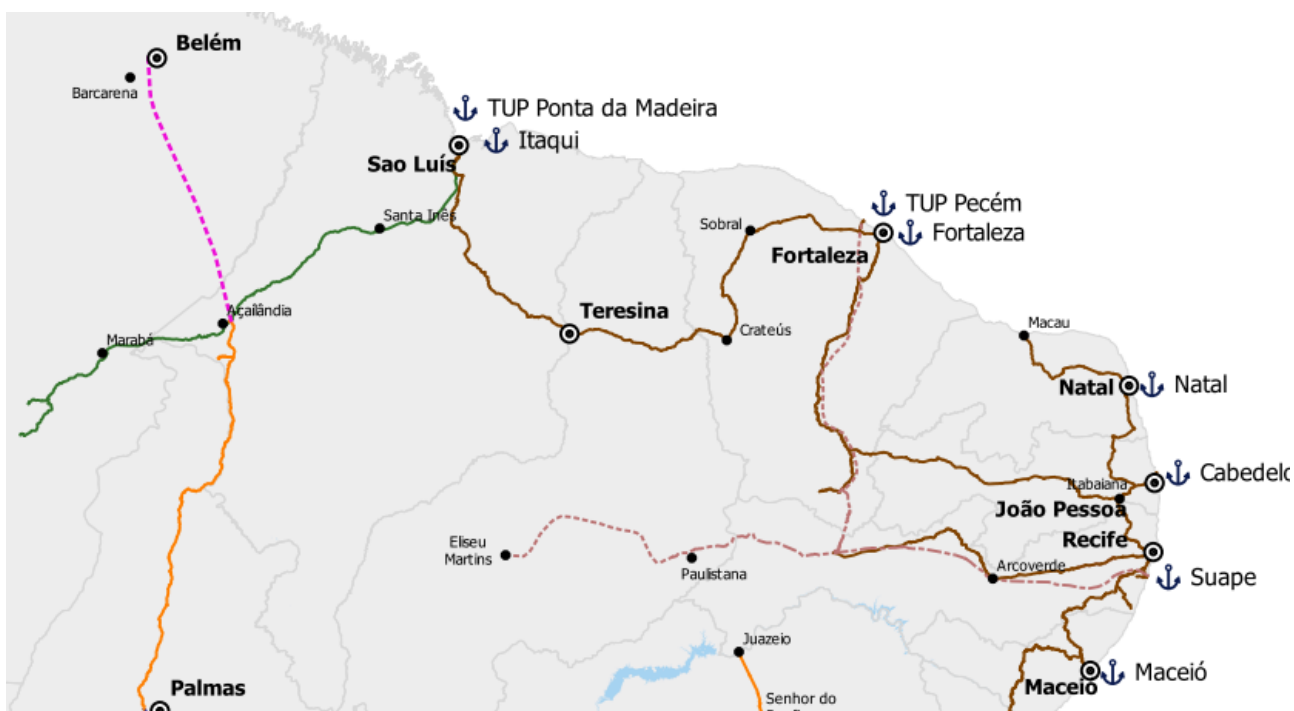 Belém
Barcarena
TUP Ponta da Madeira
Itaqui
Sao Luís
Santa Inês
TUP Pecém
Sobral
Fortaleza
Fortaleza
Açailândia
Teresina
Crateús
Macau
Marabá
Natal
Natal
Itabaiana
Cabedelo
João Pessoa
Recife
Eliseu
Martins
Paulistana
Arcoverde
Suape
Juazeio
Palmas
Maceió
Maceió
Senhor do